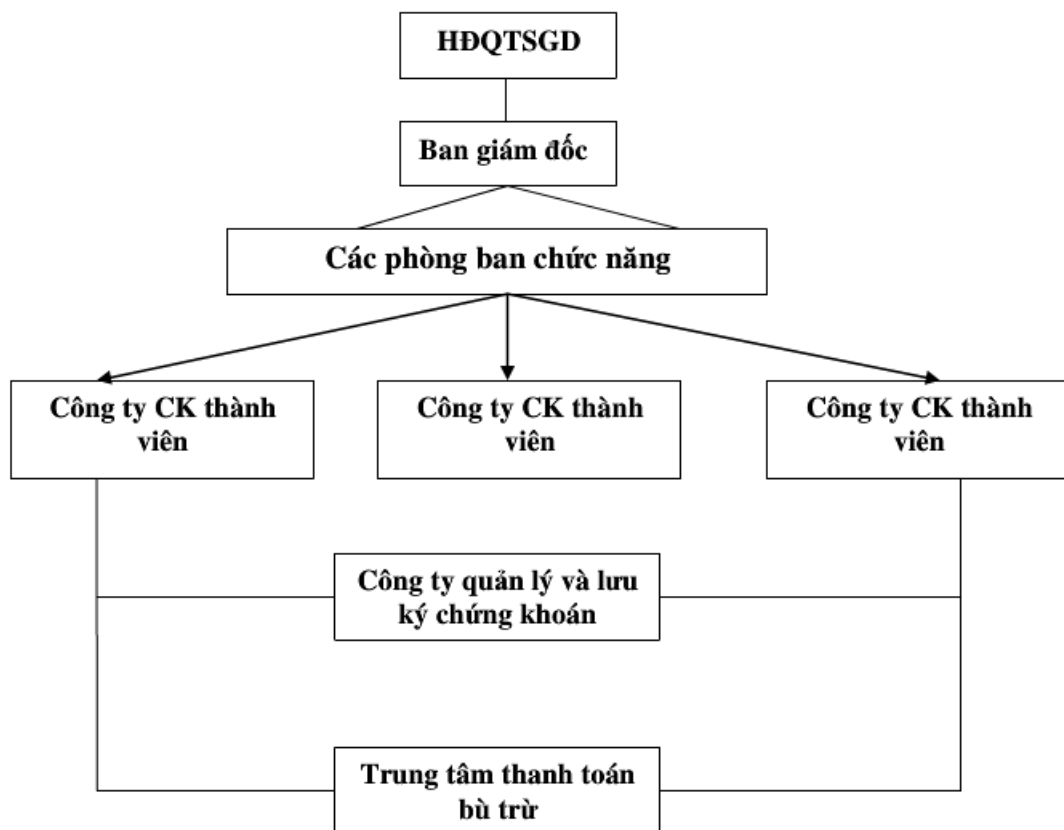 HĐQTSGD
Ban giám đốc
Các phòng ban chức năng
Công ty CK thành
viên
Công ty CK thành
viên
Công ty CK thành
viên
Công ty quản lý và lưu
ký chứng khoán
Trung tâm thanh toán
bù trừ